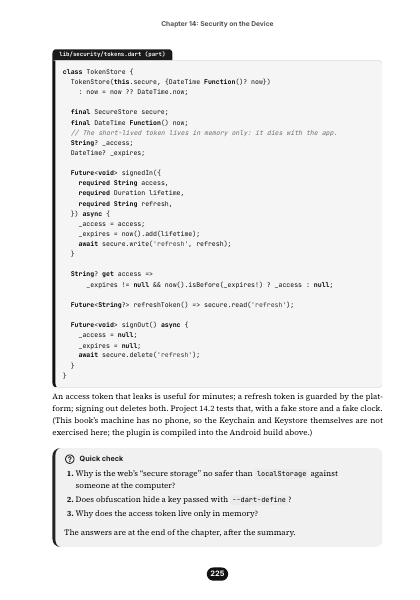 Chapter 14: Security on the Device
lib/security/tokens.dart (part)
class TokenStore {
  TokenStore(this.secure, {DateTime Function()? now})
    : now = now ?? DateTime.now;

  final SecureStore secure;
  final DateTime Function() now;
  // The short-lived token lives in memory only: it dies with the app.
  String? _access;
  DateTime? _expires;

  Future<void> signedIn({
    required String access,
    required Duration lifetime,
    required String refresh,
  }) async {
    _access = access;
    _expires = now().add(lifetime);
    await secure.write('refresh', refresh);
  }

  String? get access =>
      _expires != null && now().isBefore(_expires!) ? _access : null;

  Future<String?> refreshToken() => secure.read('refresh');

  Future<void> signOut() async {
    _access = null;
    _expires = null;
    await secure.delete('refresh');
  }
}
An access token that leaks is useful for minutes; a refresh token is guarded by the plat-
form; signing out deletes both. Project 14.2 tests that, with a fake store and a fake clock.
(This book's machine has no phone, so the Keychain and Keystore themselves are not
exercised here; the plugin is compiled into the Android build above.)
Quick check
1. Why is the web's “secure storage” no safer than localStorage against
someone at the computer?
2. Does obfuscation hide a key passed with --dart-define?
3. Why does the access token live only in memory?
The answers are at the end of the chapter, after the summary.
225